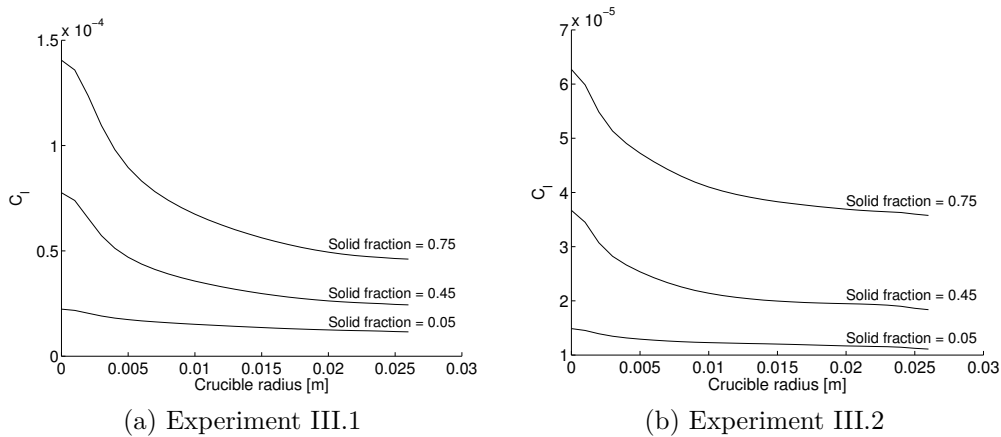 x 10⁻⁴
1.5
1
0.5
0
C_l
Solid fraction = 0.75
Solid fraction = 0.45
Solid fraction = 0.05
0 0.005 0.01 0.015 0.02 0.025 0.03
Crucible radius [m]
(a) Experiment III.1
x 10⁻⁵
7
6
5
4
3
2
1
C_l
Solid fraction = 0.75
Solid fraction = 0.45
Solid fraction = 0.05
0 0.005 0.01 0.015 0.02 0.025 0.03
Crucible radius [m]
(b) Experiment III.2